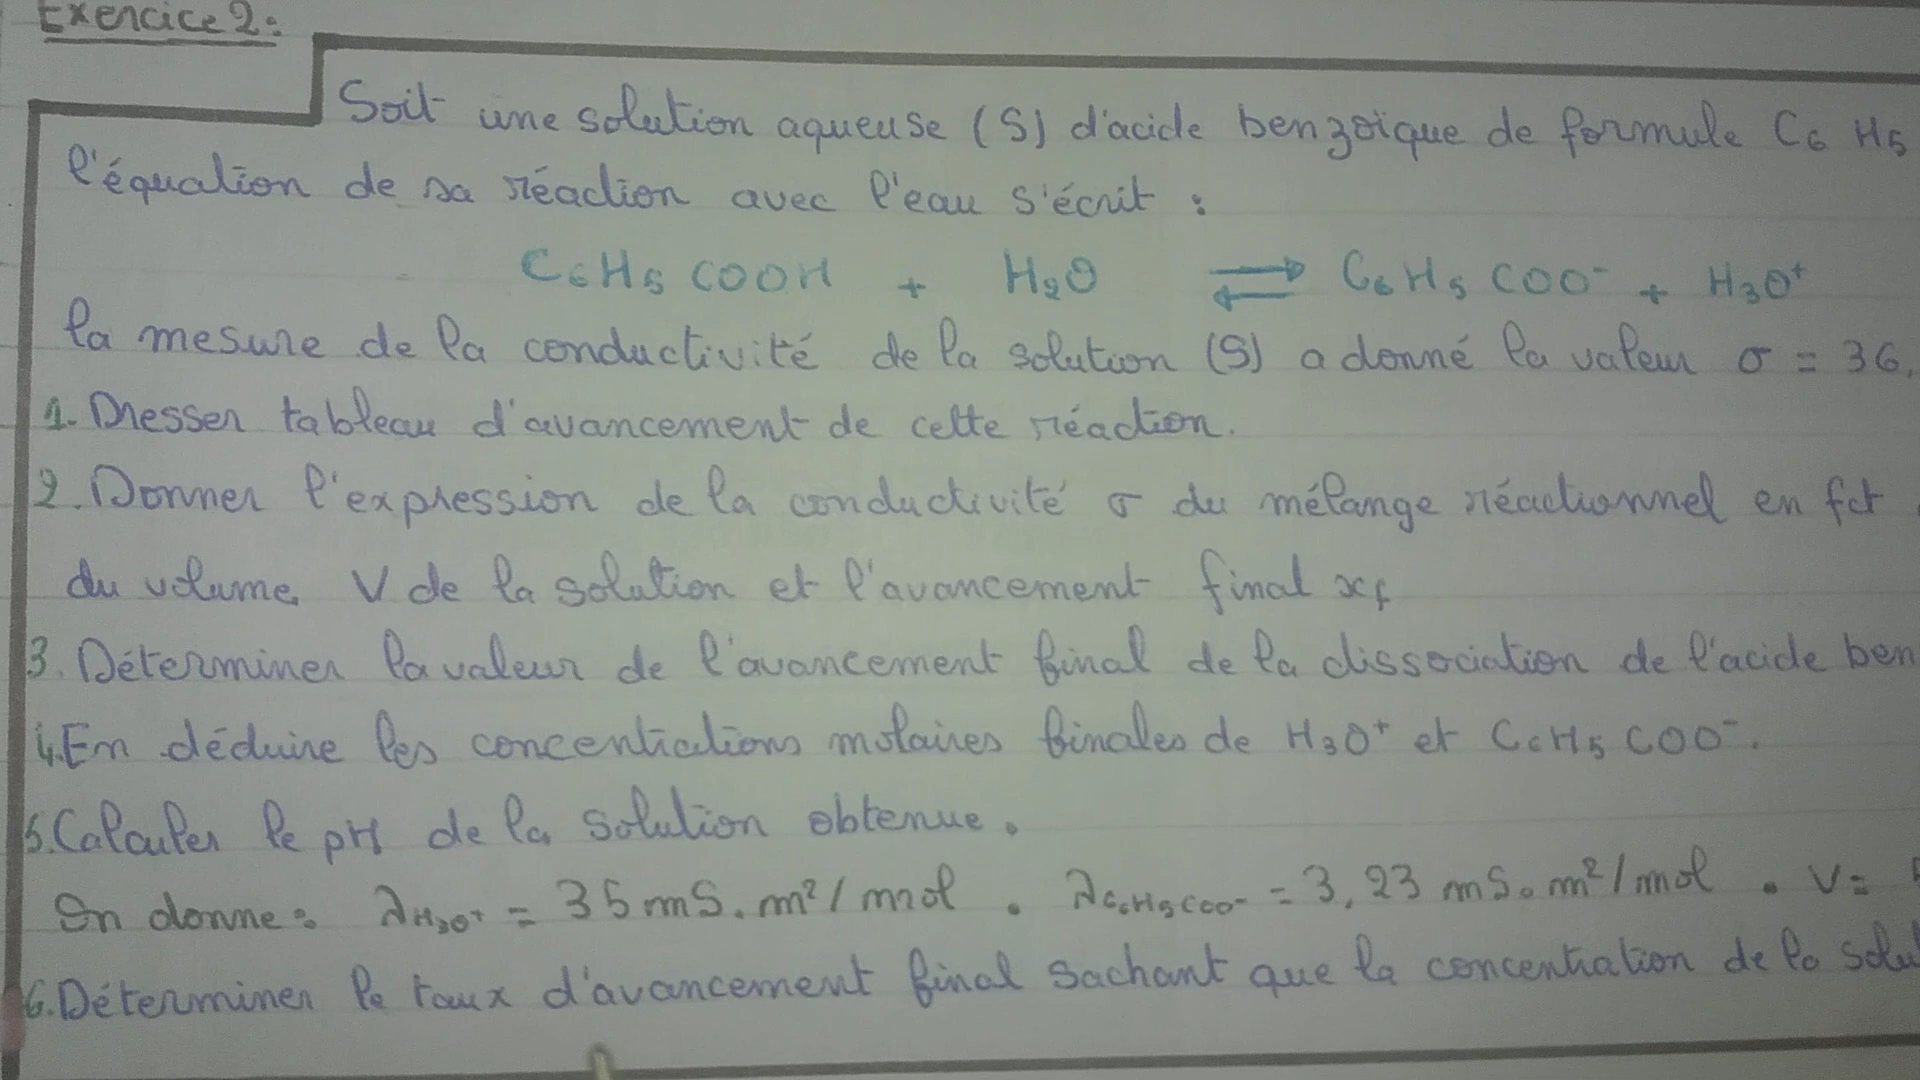 Exercice 2:
Soit une solution aqueuse (S) d'acide benzoïque de formule C6 H5
l'équation de sa réaction avec l'eau s'écrit :
C6H5 COOH + H2O ⇌ C6H5 COO- + H3O+
la mesure de la conductivité de la solution (S) a donné la valeur σ = 36,
1. Dresser tableau d'avancement de cette réaction.
2. Donner l'expression de la conductivité σ du mélange réactionnel en fct
du volume V de la solution et l'avancement final xf
3. Déterminer la valeur de l'avancement final de la dissociation de l'acide ben
4. En déduire les concentrations molaires finales de H3O+ et C6H5 COO-.
5. Calculer le pH de la solution obtenue.
On donne : λH3O+ = 35 mS.m²/mol . λC6H5COO- = 3,23 mS.m²/mol . V =
6. Déterminer le taux d'avancement final sachant que la concentration de la solu